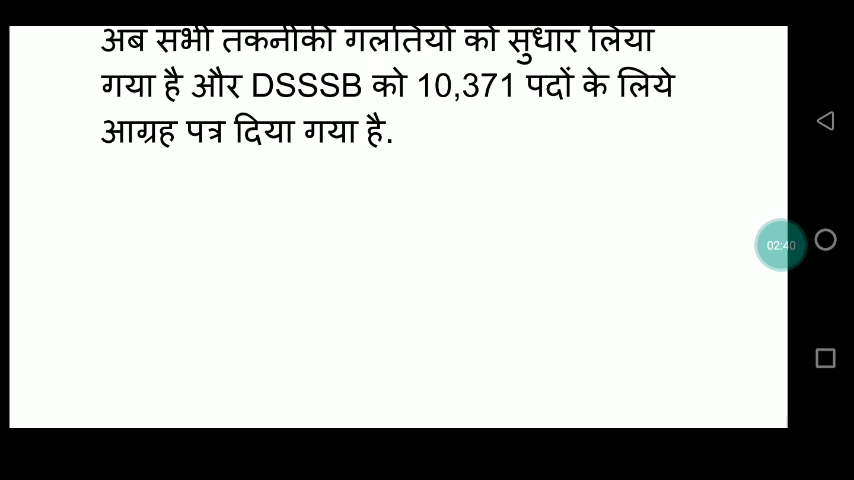 अब सभी तकनीकी गलतियों को सुधार लिया
गया है और DSSSB को 10,371 पदों के लिये
आग्रह पत्र दिया गया है.
02:40